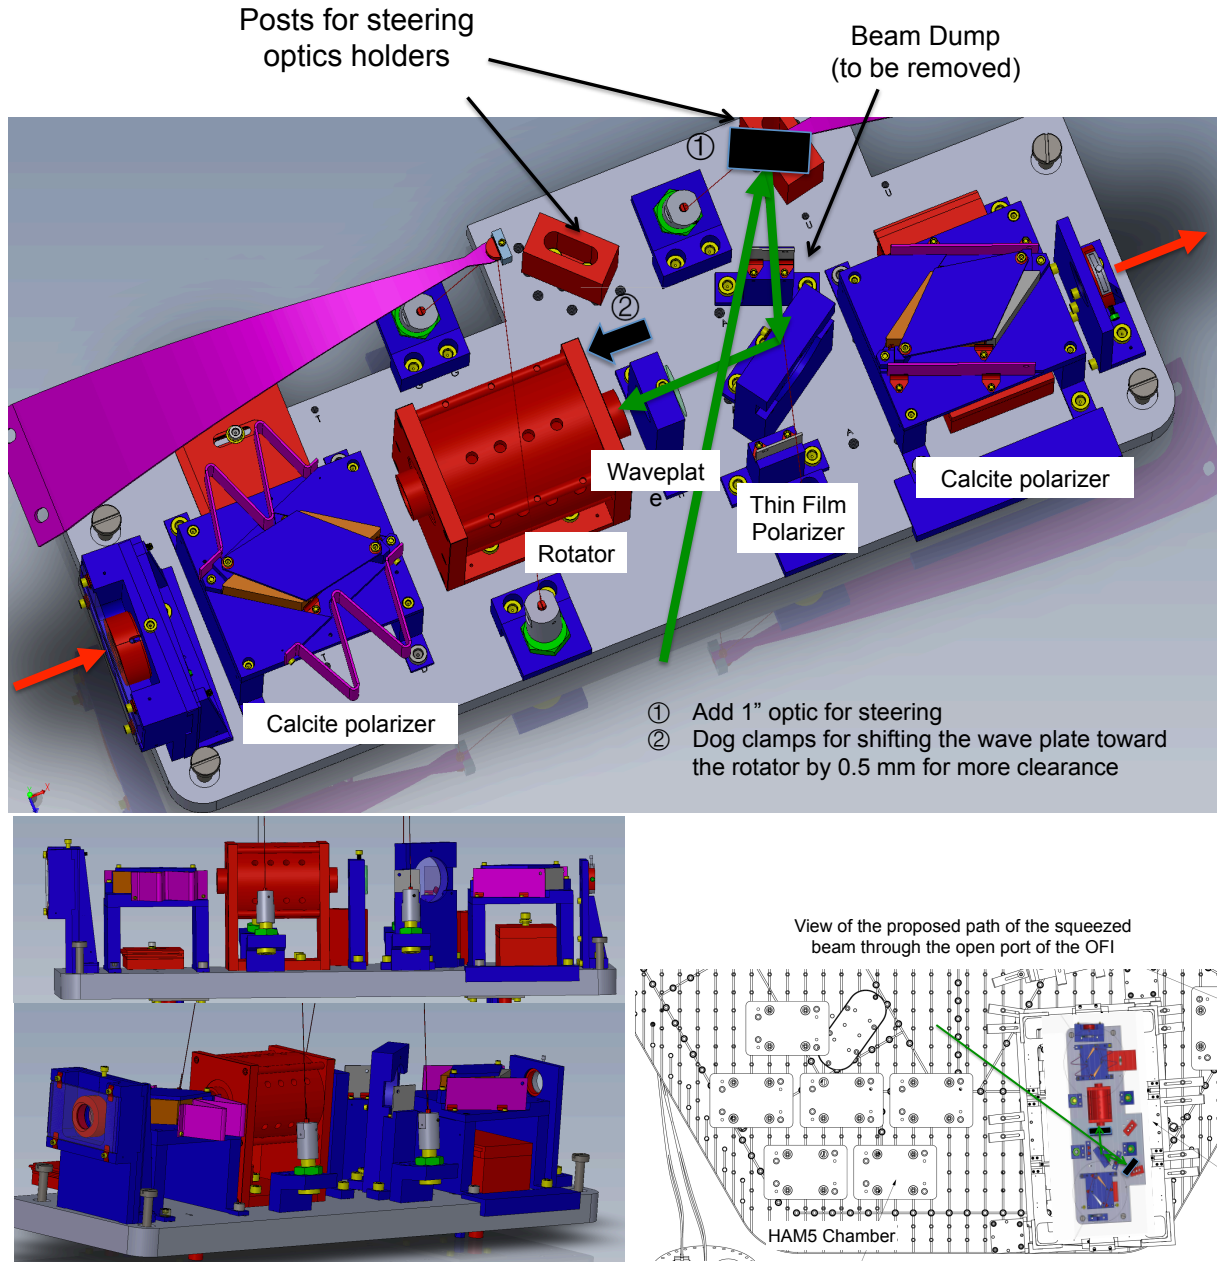 Posts for steering
optics holders
Beam Dump
(to be removed)
①
②
Waveplat
e
Thin Film
Polarizer
Calcite polarizer
Rotator
Calcite polarizer
① Add 1” optic for steering
② Dog clamps for shifting the wave plate toward
the rotator by 0.5 mm for more clearance
View of the proposed path of the squeezed
beam through the open port of the OFI
HAM5 Chamber